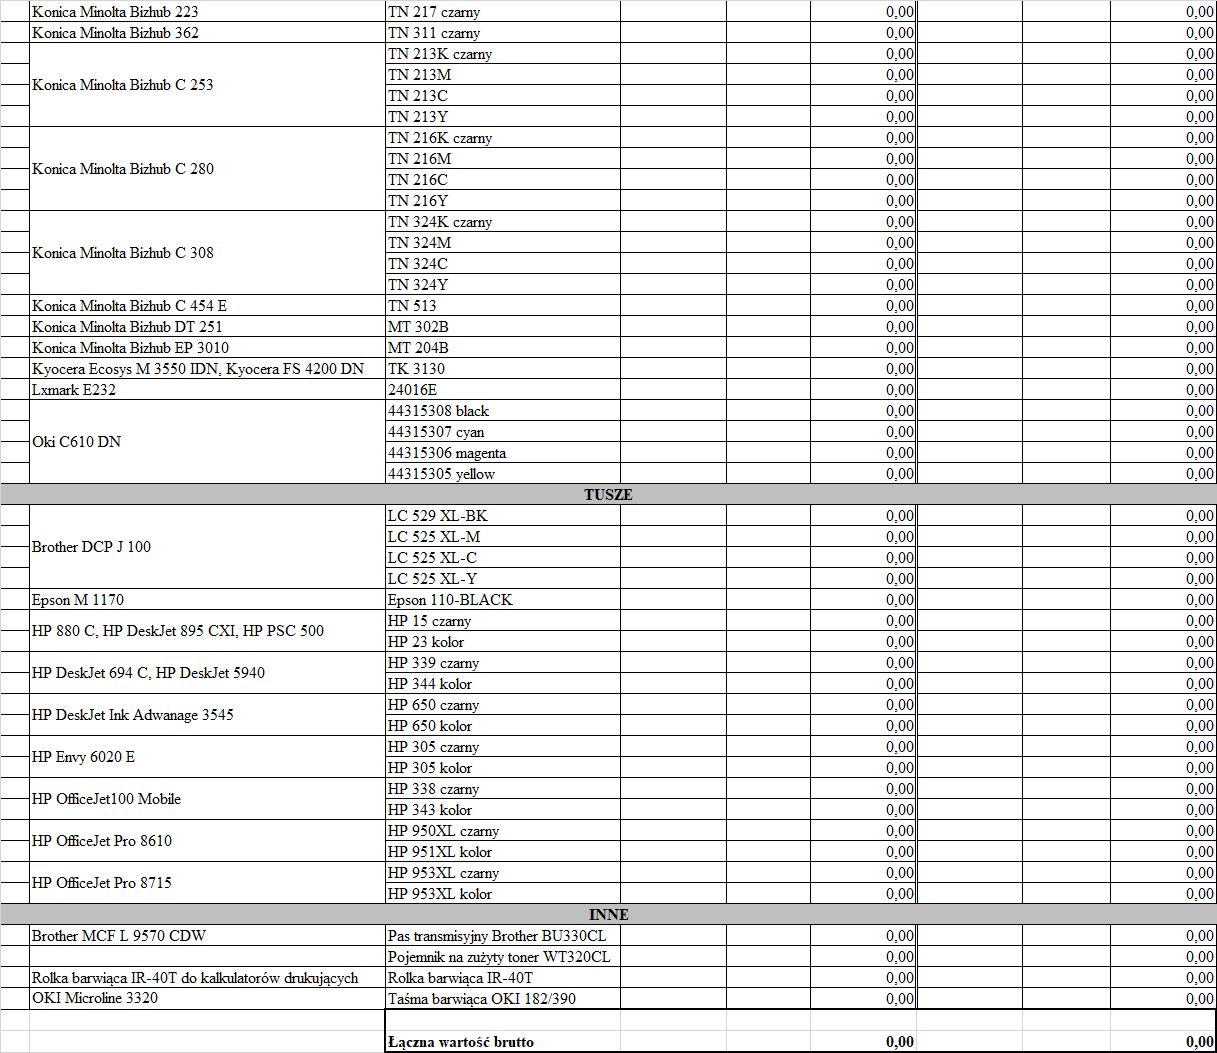 Konica Minolta Bizhub 223 TN 217 czarny 0,00 0,00
Konica Minolta Bizhub 362 TN 311 czarny 0,00 0,00
TN 213K czarny 0,00 0,00
TN 213M 0,00 0,00
Konica Minolta Bizhub C 253
TN 213C 0,00 0,00
TN 213Y 0,00 0,00
TN 216K czarny 0,00 0,00
TN 216M 0,00 0,00
Konica Minolta Bizhub C 280
TN 216C 0,00 0,00
TN 216Y 0,00 0,00
TN 324K czarny 0,00 0,00
TN 324M 0,00 0,00
Konica Minolta Bizhub C 308
TN 324C 0,00 0,00
TN 324Y 0,00 0,00
Konica Minolta Bizhub C 454 E TN 513 0,00 0,00
Konica Minolta Bizhub DT 251 MT 302B 0,00 0,00
Konica Minolta Bizhub EP 3010 MT 204B 0,00 0,00
Kyocera Ecosys M 3550 IDN, Kyocera FS 4200 DN TK 3130 0,00 0,00
Lxmark E232 24016E 0,00 0,00
44315308 black 0,00 0,00
44315307 cyan 0,00 0,00
Oki C610 DN
44315306 magenta 0,00 0,00
44315305 yellow 0,00 0,00
TUSZE
LC 529 XL-BK 0,00 0,00
LC 525 XL-M 0,00 0,00
Brother DCP J 100
LC 525 XL-C 0,00 0,00
LC 525 XL-Y 0,00 0,00
Epson M 1170 Epson 110-BLACK 0,00 0,00
HP 15 czarny 0,00 0,00
HP 880 C, HP DeskJet 895 CXI, HP PSC 500
HP 23 kolor 0,00 0,00
HP 339 czarny 0,00 0,00
HP DeskJet 694 C, HP DeskJet 5940
HP 344 kolor 0,00 0,00
HP 650 czarny 0,00 0,00
HP DeskJet Ink Adwanage 3545
HP 650 kolor 0,00 0,00
HP 305 czarny 0,00 0,00
HP Envy 6020 E
HP 305 kolor 0,00 0,00
HP 338 czarny 0,00 0,00
HP OfficeJet100 Mobile
HP 343 kolor 0,00 0,00
HP 950XL czarny 0,00 0,00
HP OfficeJet Pro 8610
HP 951XL kolor 0,00 0,00
HP 953XL czarny 0,00 0,00
HP OfficeJet Pro 8715
HP 953XL kolor 0,00 0,00
INNE
Brother MCF L 9570 CDW Pas transmisyjny Brother BU330CL 0,00 0,00
Pojemnik na zużyty toner WT320CL 0,00 0,00
Rolka barwiąca IR-40T do kalkulatorów drukujących Rolka barwiąca IR-40T 0,00 0,00
OKI Microline 3320 Taśma barwiąca OKI 182/390 0,00 0,00
Łączna wartość brutto 0,00 0,00